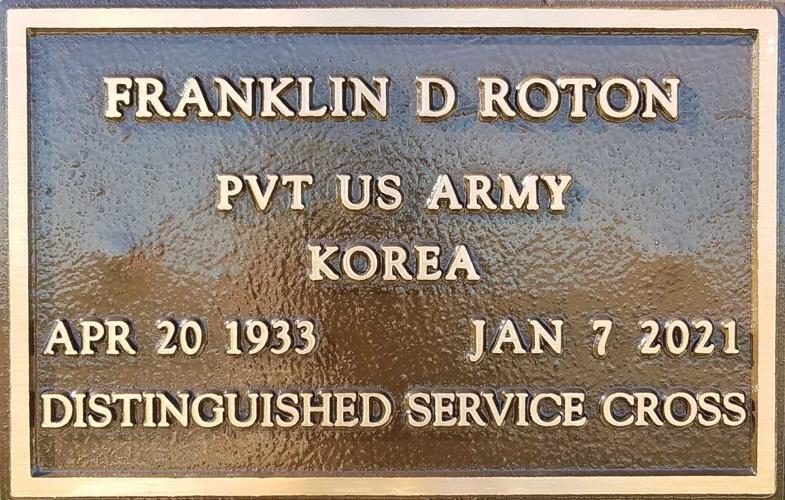 FRANKLIN D ROTON
PVT US ARMY
KOREA
APR 20 1933 JAN 7 2021
DISTINGUISHED SERVICE CROSS